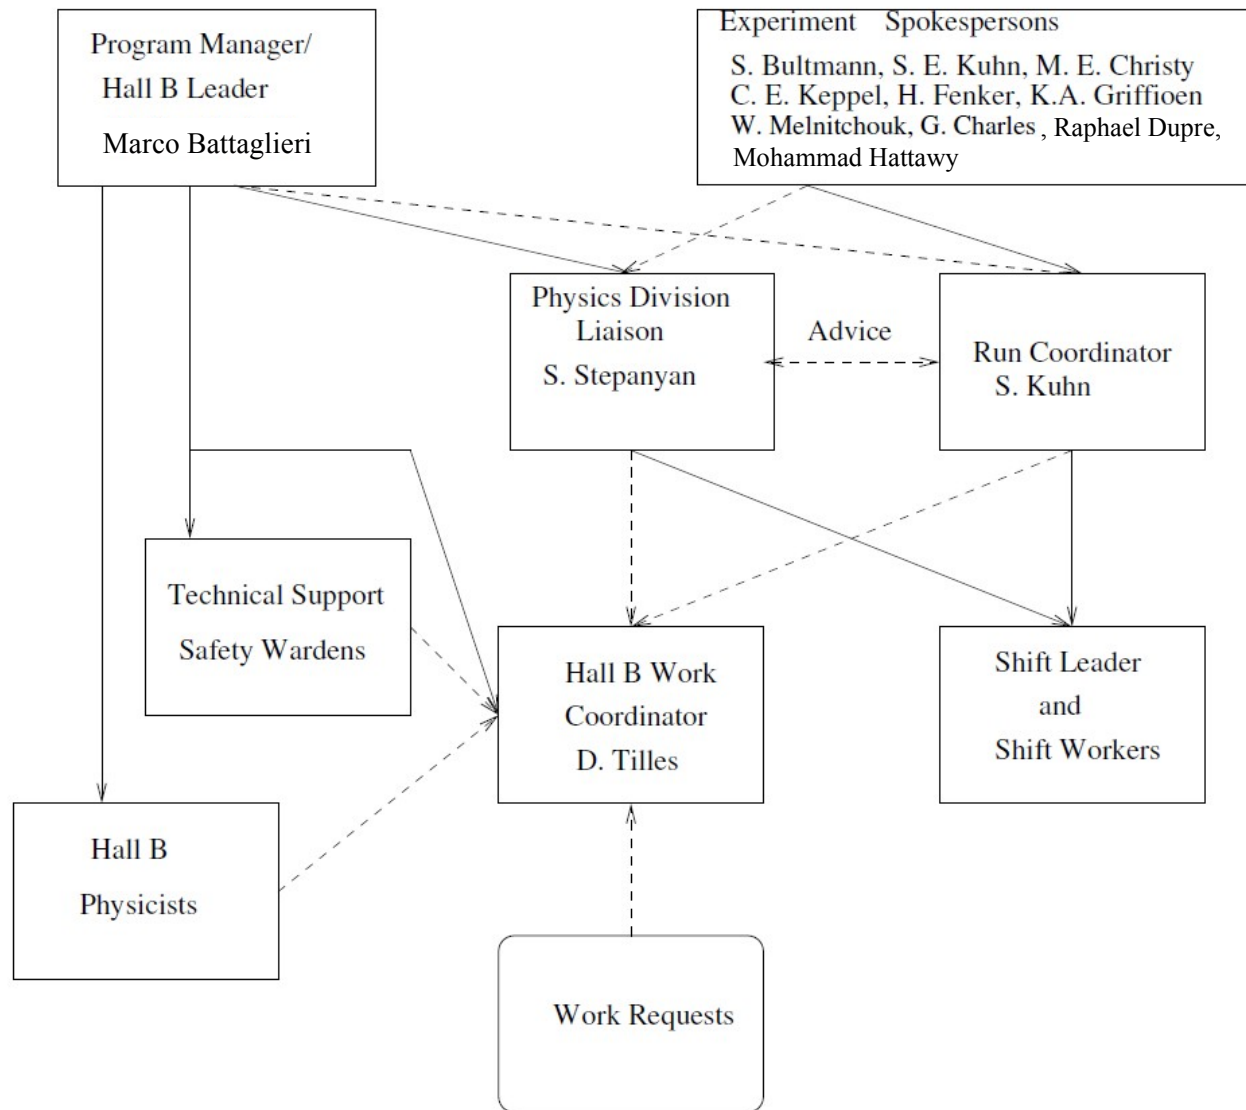 Program Manager/
Hall B Leader
Marco Battaglieri
Experiment Spokespersons
S. Bultmann, S. E. Kuhn, M. E. Christy
C. E. Keppel, H. Fenker, K.A. Griffioen
W. Melnitchouk, G. Charles , Raphael Dupre,
Mohammad Hattawy
Physics Division
Liaison
S. Stepanyan
Advice
Run Coordinator
S. Kuhn
Technical Support
Safety Wardens
Hall B Work
Coordinator
D. Tilles
Shift Leader
and
Shift Workers
Hall B
Physicists
Work Requests